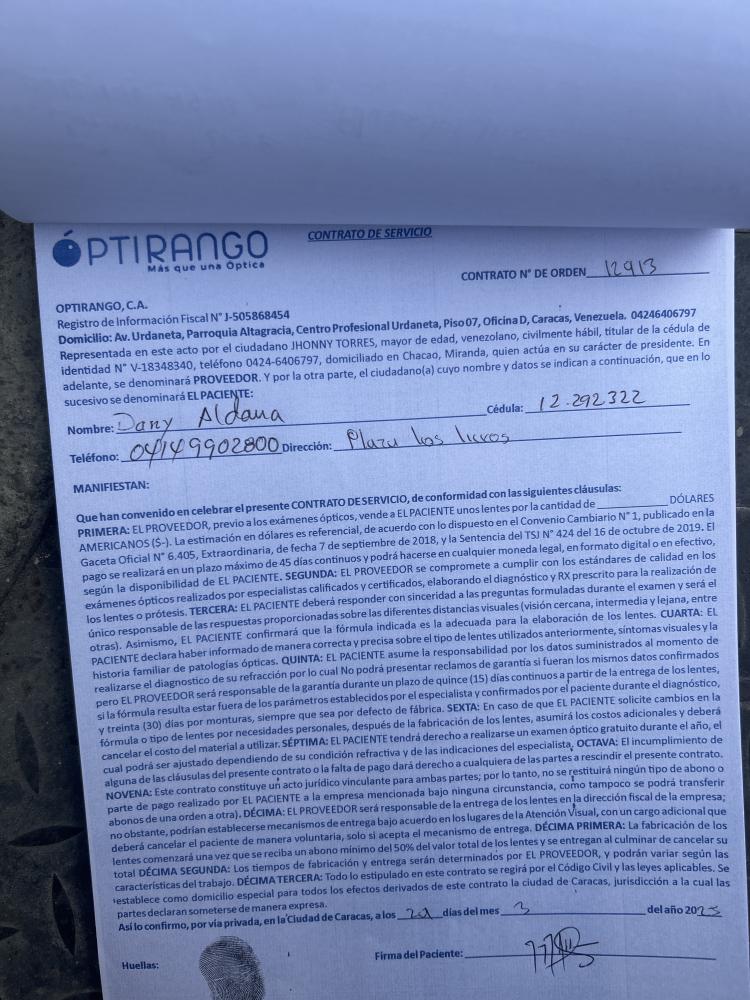 ÓPTIRANGO
Más que una Óptica
CONTRATO DE SERVICIO
CONTRATO N° DE ORDEN 12913
OPTIRANGO, C.A.
Registro de Información Fiscal N° J-505868454
Domicilio: Av. Urdaneta, Parroquia Altagracia, Centro Profesional Urdaneta, Piso 07, Oficina D, Caracas, Venezuela. 04246406797
Representada en este acto por el ciudadano JHONNY TORRES, mayor de edad, venezolano, civilmente hábil, titular de la cédula de
identidad N° V-18348340, teléfono 0424-6406797, domiciliado en Chacao, Miranda, quien actúa en su carácter de presidente. En
adelante, se denominará PROVEEDOR. Y por la otra parte, el ciudadano(a) cuyo nombre y datos se indican a continuación, que en lo
sucesivo se denominará EL PACIENTE:
Nombre: Dany Aldana Cédula: 12.292322
Teléfono: 04149902800 Dirección: Plaza los
MANIFIESTAN:
Que han convenido en celebrar el presente CONTRATO DE SERVICIO, de conformidad con las siguientes cláusulas:
PRIMERA: EL PROVEEDOR, previo a los exámenes ópticos, vende a EL PACIENTE unos lentes por la cantidad de ________ DÓLARES
AMERICANOS (S-). La estimación en dólares es referencial, de acuerdo con lo dispuesto en el Convenio Cambiario N° 1, publicado en la
Gaceta Oficial N° 6.405, Extraordinaria, de fecha 7 de septiembre de 2018, y la Sentencia del TSJ N° 424 del 16 de octubre de 2019. El
pago se realizará en un plazo máximo de 45 días continuos y podrá hacerse en cualquier moneda legal, en formato digital o en efectivo,
según la disponibilidad de EL PACIENTE. SEGUNDA: EL PROVEEDOR se compromete a cumplir con los estándares de calidad en los
exámenes ópticos realizados por especialistas calificados y certificados, elaborando el diagnóstico y RX prescrito para la realización de
los lentes o prótesis. TERCERA: EL PACIENTE deberá responder con sinceridad a las preguntas formuladas durante el examen y será el
único responsable de las respuestas proporcionadas sobre las diferentes distancias visuales (visión cercana, intermedia y lejana, entre
otras). Asimismo, EL PACIENTE confirmará que la fórmula indicada es la adecuada para la elaboración de los lentes. CUARTA: EL
PACIENTE declara haber informado de manera correcta y precisa sobre el tipo de lentes utilizados anteriormente, síntomas visuales y la
historia familiar de patologías ópticas. QUINTA: EL PACIENTE asume la responsabilidad por los datos suministrados al momento de
realizarse el diagnostico de su refracción por lo cual No podrá presentar reclamos de garantía si fueran los mismos datos confirmados
pero EL PROVEEDOR será responsable de la garantía durante un plazo de quince (15) días continuos a partir de la entrega de los lentes,
si la fórmula resulta estar fuera de los parámetros establecidos por el especialista y confirmados por el paciente durante el diagnóstico,
y treinta (30) días por monturas, siempre que sea por defecto de fábrica. SEXTA: En caso de que EL PACIENTE solicite cambios en la
fórmula o tipo de lentes por necesidades personales, después de la fabricación de los lentes, asumirá los costos adicionales y deberá
cancelar el costo del material a utilizar. SÉPTIMA: EL PACIENTE tendrá derecho a realizarse un examen óptico gratuito durante el año, el
cual podrá ser ajustado dependiendo de su condición refractiva y de las indicaciones del especialista. OCTAVA: El incumplimiento de
alguna de las cláusulas del presente contrato o la falta de pago dará derecho a cualquiera de las partes a rescindir el presente contrato.
NOVENA: Este contrato constituye un acto jurídico vinculante para ambas partes; por lo tanto, no se restituirá ningún tipo de abono o
parte de pago realizado por EL PACIENTE a la empresa mencionada bajo ninguna circunstancia, como tampoco se podrá transferir
abonos de una orden a otra). DÉCIMA: EL PROVEEDOR será responsable de la entrega de los lentes en la dirección fiscal de la empresa;
no obstante, podrían establecerse mecanismos de entrega bajo acuerdo en los lugares de la Atención Visual, con un cargo adicional que
deberá cancelar el paciente de manera voluntaria, solo si acepta el mecanismo de entrega. DÉCIMA PRIMERA: La fabricación de los
lentes comenzará una vez que se reciba un abono mínimo del 50% del valor total de los lentes y se entregan al culminar de cancelar su
total DÉCIMA SEGUNDA: Los tiempos de fabricación y entrega serán determinados por EL PROVEEDOR, y podrán variar según las
características del trabajo. DÉCIMA TERCERA: Todo lo estipulado en este contrato se regirá por el Código Civil y las leyes aplicables. Se
establece como domicilio especial para todos los efectos derivados de este contrato la ciudad de Caracas, jurisdicción a la cual las
partes declaran someterse de manera expresa.
Así lo confirmo, por vía privada, en la Ciudad de Caracas, a los días del mes 3 del año 2025
Huellas:
Firma del Paciente: